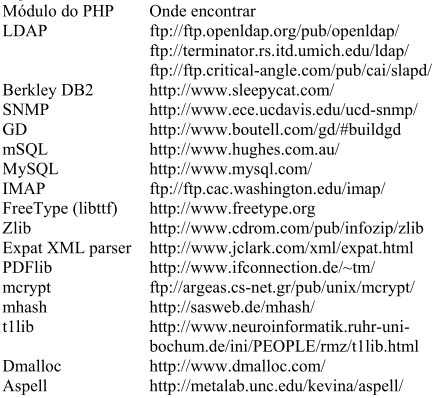 Módulo do PHP Onde encontrar
LDAP ftp://ftp.openldap.org/pub/openldap/
ftp://terminator.rs.itd.umich.edu/ldap/
ftp://ftp.critical-angle.com/pub/cai/slapd/
Berkley DB2 http://www.sleepycat.com/
SNMP http://www.ece.ucdavis.edu/ucd-snmp/
GD http://www.boutell.com/gd/#buildgd
mSQL http://www.hughes.com.au/
MySQL http://www.mysql.com/
IMAP ftp://ftp.cac.washington.edu/imap/
FreeType (libttf) http://www.freetype.org
Zlib http://www.cdrom.com/pub/infozip/zlib
Expat XML parser http://www.jclark.com/xml/expat.html
PDFlib http://www.ifconnection.de/~tm/
mcrypt ftp://argeas.cs-net.gr/pub/unix/mcrypt/
mhash http://sasweb.de/mhash/
t1lib http://www.neuroinformatik.ruhr-uni-
bochum.de/ini/PEOPLE/rmz/t1lib.html
Dmalloc http://www.dmalloc.com/
Aspell http://metalab.unc.edu/kevina/aspell/